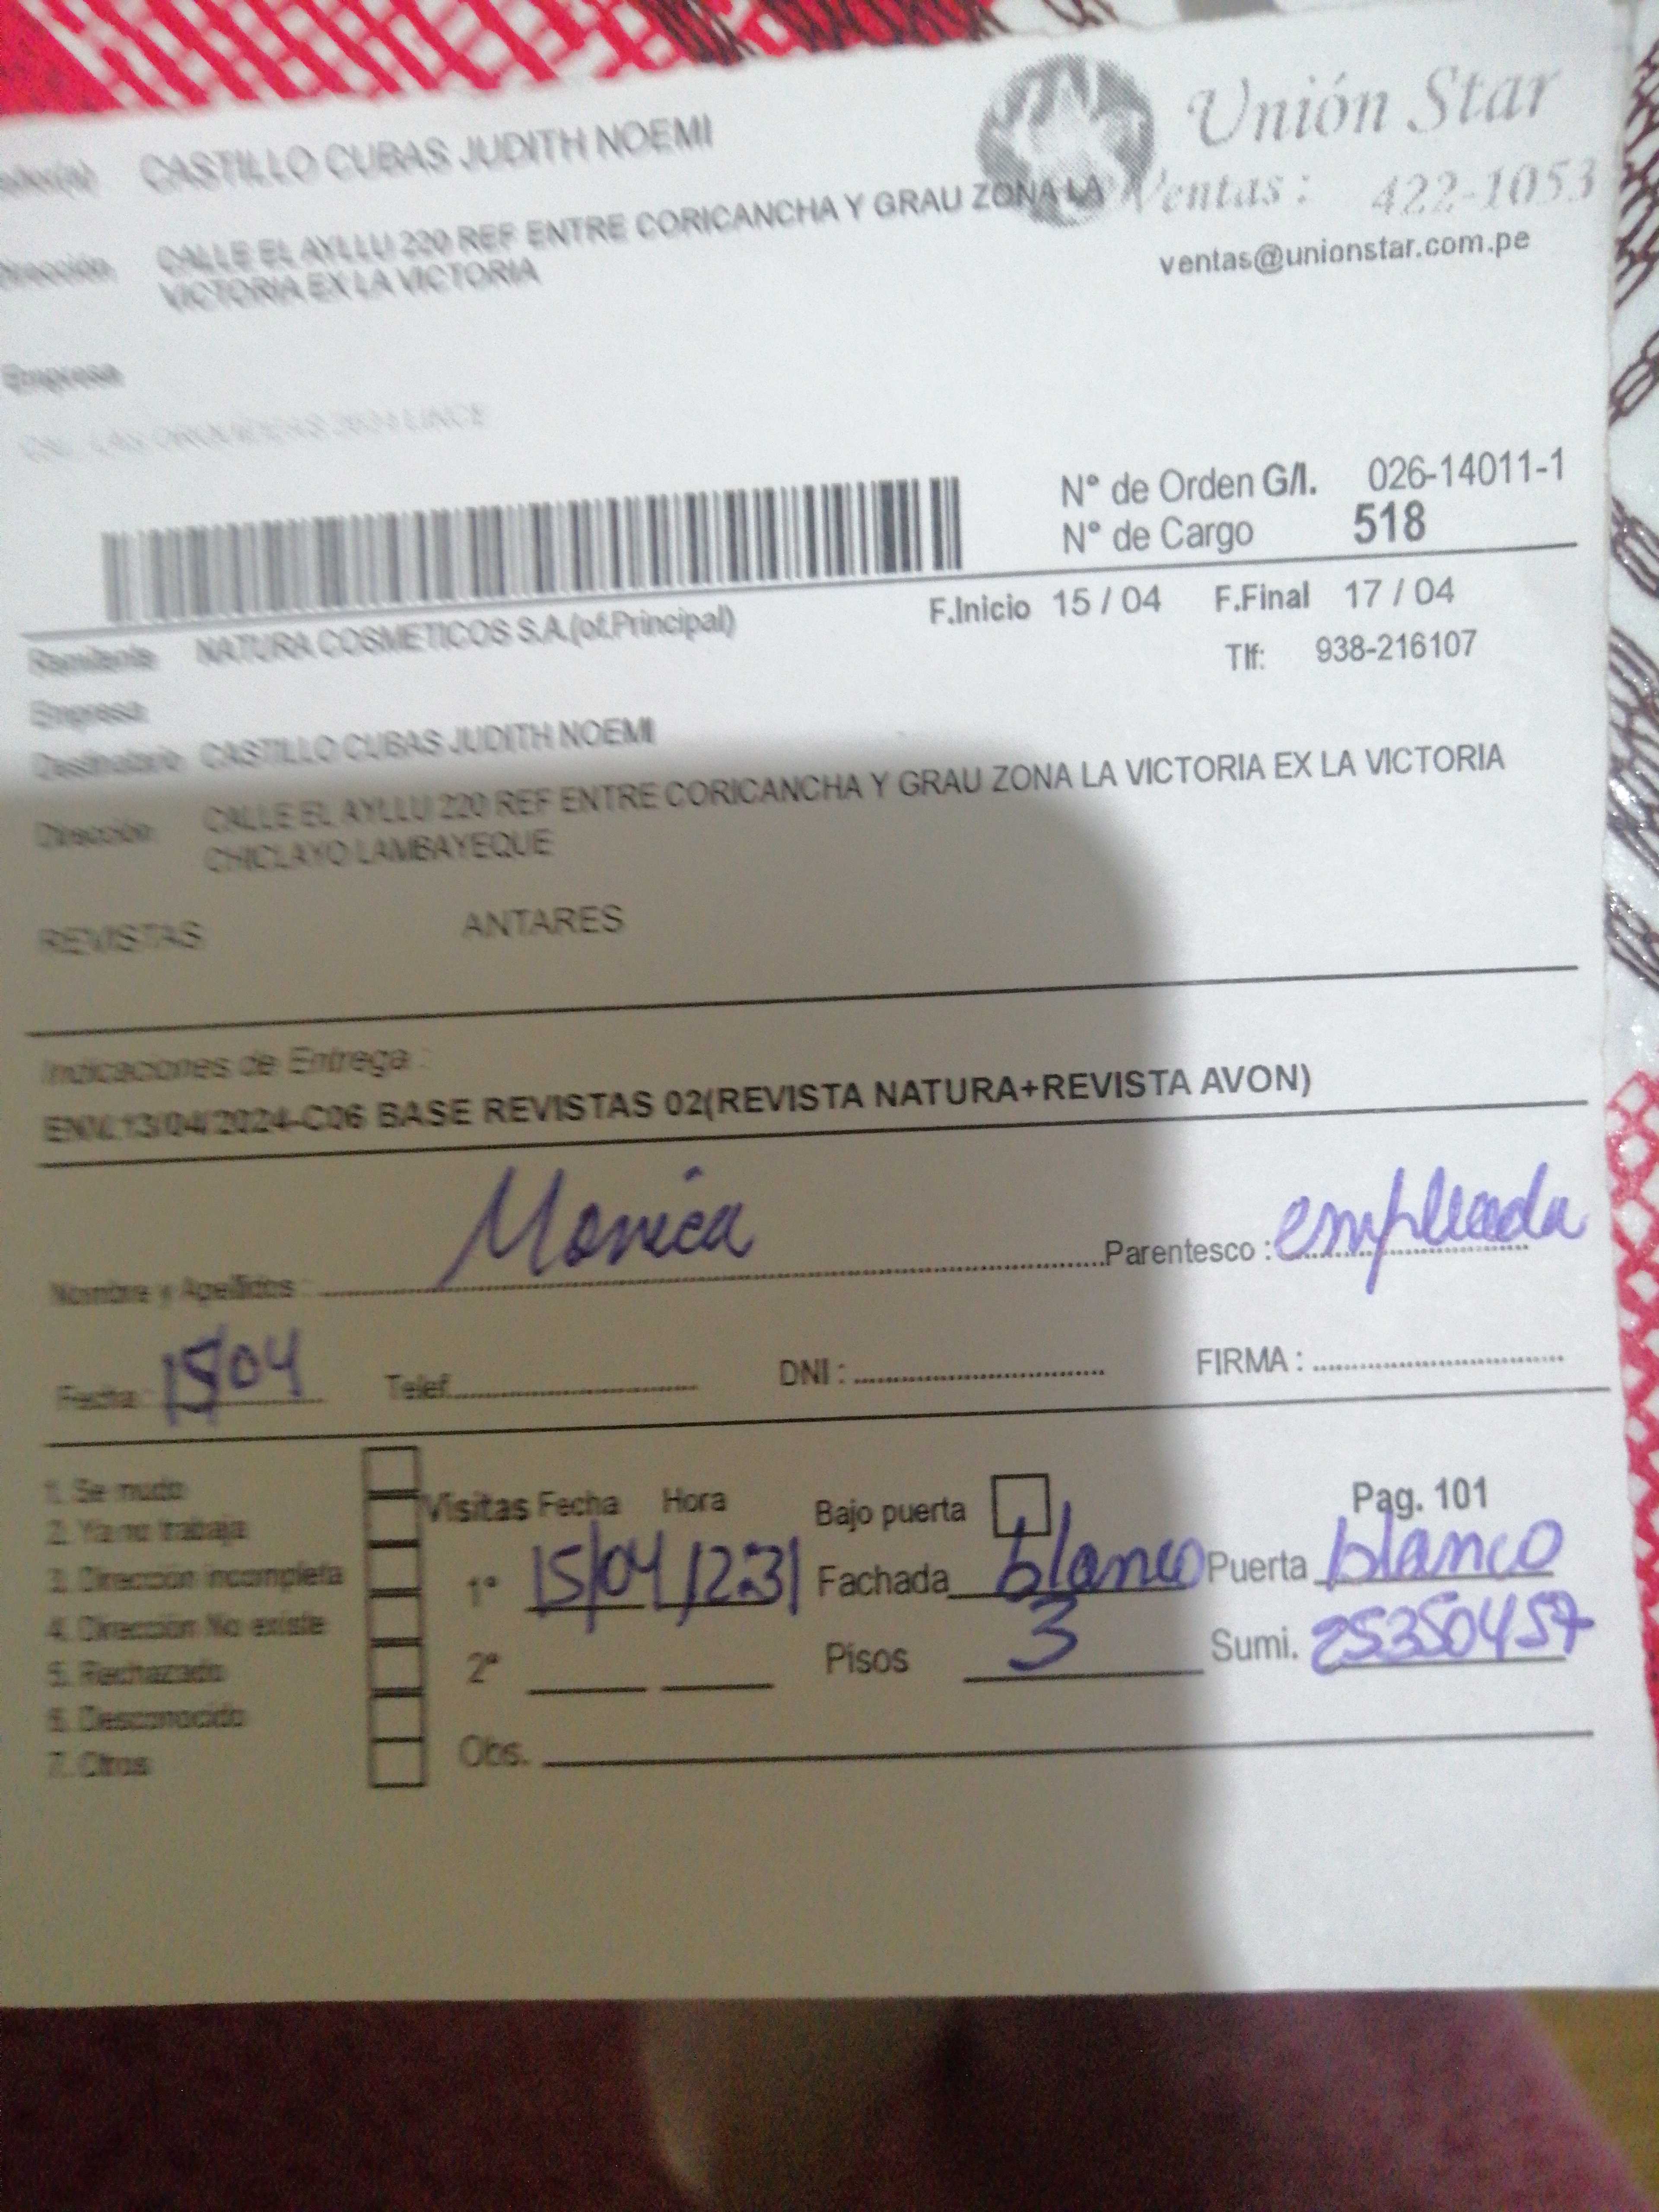 CASTILLO CUBAS JUDITH NOEMI
Unión Star
Ventas : 422-1053
ventas@unionstar.com.pe
Dirección CALLE EL AYLLU 220 REF ENTRE CORICANCHA Y GRAU ZONA LA
VICTORIA EX LA VICTORIA
Empresa
N° de Orden G/I. 026-14011-1
N° de Cargo 518
F.Inicio 15 / 04 F.Final 17 / 04
Remitente NATURA COSMETICOS S.A.(of.Principal)
Tlf: 938-216107
Empresa
Destinatario CASTILLO CUBAS JUDITH NOEMI
Dirección CALLE EL AYLLU 220 REF ENTRE CORICANCHA Y GRAU ZONA LA VICTORIA EX LA VICTORIA
CHICLAYO LAMBAYEQUE
REVISTAS ANTARES
Indicaciones de Entrega :
ENV.13/04/2024-C06 BASE REVISTAS 02(REVISTA NATURA+REVISTA AVON)
Nombre y Apellidos : Monica Parentesco : empleada
Fecha: 15/04 Telef. DNI : FIRMA :
1. Se mudo
2. Ya no trabaja
3. Dirección incompleta
4. Dirección No existe
5. Rechazado
6. Desconocido
7. Otros
Visitas Fecha Hora Bajo puerta Pag. 101
1° 15/04 1231 Fachada blanco Puerta blanco
2° Pisos 3 Sumi. 25350457
Obs.